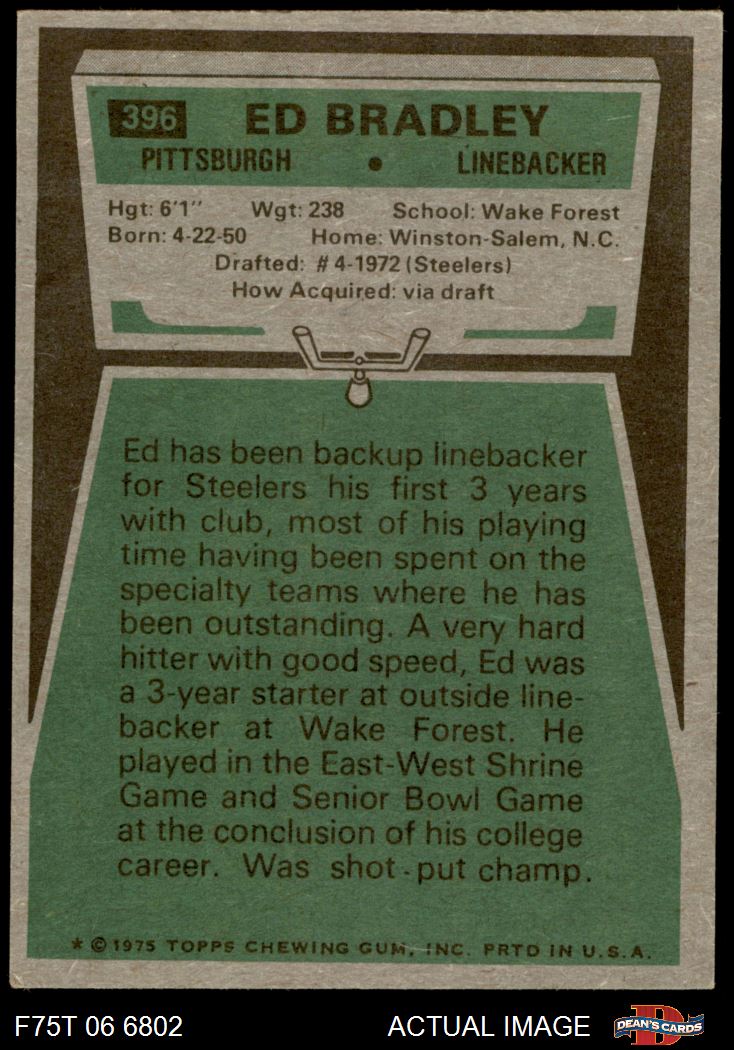 396 ED BRADLEY
PITTSBURGH • LINEBACKER
Hgt: 6'1" Wgt: 238 School: Wake Forest
Born: 4-22-50 Home: Winston-Salem, N.C.
Drafted: #4-1972 (Steelers)
How Acquired: via draft
Ed has been backup linebacker
for Steelers his first 3 years
with club, most of his playing
time having been spent on the
specialty teams where he has
been outstanding. A very hard
hitter with good speed, Ed was
a 3-year starter at outside line-
backer at Wake Forest. He
played in the East-West Shrine
Game and Senior Bowl Game
at the conclusion of his college
career. Was shot-put champ.
* © 1975 TOPPS CHEWING GUM, INC. PRTD IN U.S.A.
F75T 06 6802 ACTUAL IMAGE DEAN'S CARDS